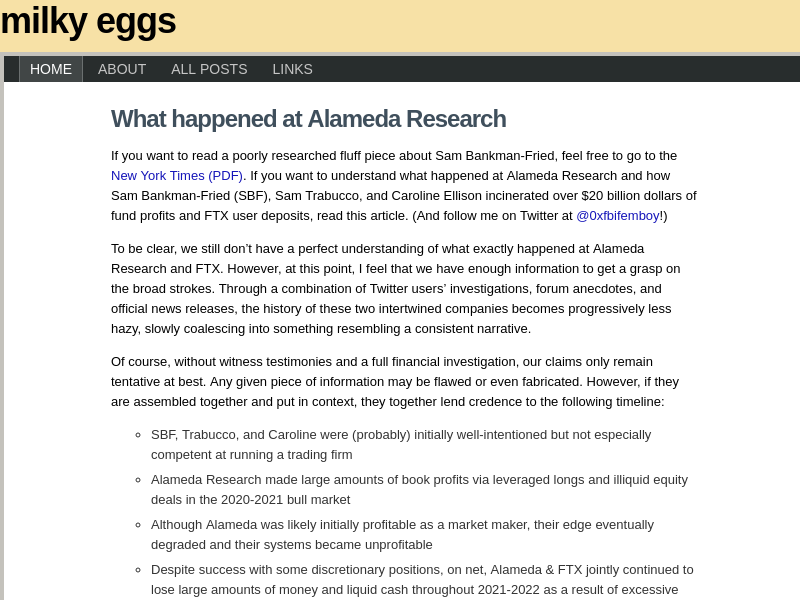 milky eggs
HOME ABOUT ALL POSTS LINKS
What happened at Alameda Research
If you want to read a poorly researched fluff piece about Sam Bankman-Fried, feel free to go to the
New York Times (PDF). If you want to understand what happened at Alameda Research and how
Sam Bankman-Fried (SBF), Sam Trabucco, and Caroline Ellison incinerated over $20 billion dollars of
fund profits and FTX user deposits, read this article. (And follow me on Twitter at @0xfbifemboy!)
To be clear, we still don’t have a perfect understanding of what exactly happened at Alameda
Research and FTX. However, at this point, I feel that we have enough information to get a grasp on
the broad strokes. Through a combination of Twitter users’ investigations, forum anecdotes, and
official news releases, the history of these two intertwined companies becomes progressively less
hazy, slowly coalescing into something resembling a consistent narrative.
Of course, without witness testimonies and a full financial investigation, our claims only remain
tentative at best. Any given piece of information may be flawed or even fabricated. However, if they
are assembled together and put in context, they together lend credence to the following timeline:
SBF, Trabucco, and Caroline were (probably) initially well-intentioned but not especially
competent at running a trading firm
Alameda Research made large amounts of book profits via leveraged longs and illiquid equity
deals in the 2020-2021 bull market
Although Alameda was likely initially profitable as a market maker, their edge eventually
degraded and their systems became unprofitable
Despite success with some discretionary positions, on net, Alameda & FTX jointly continued to
lose large amounts of money and liquid cash throughout 2021-2022 as a result of excessive